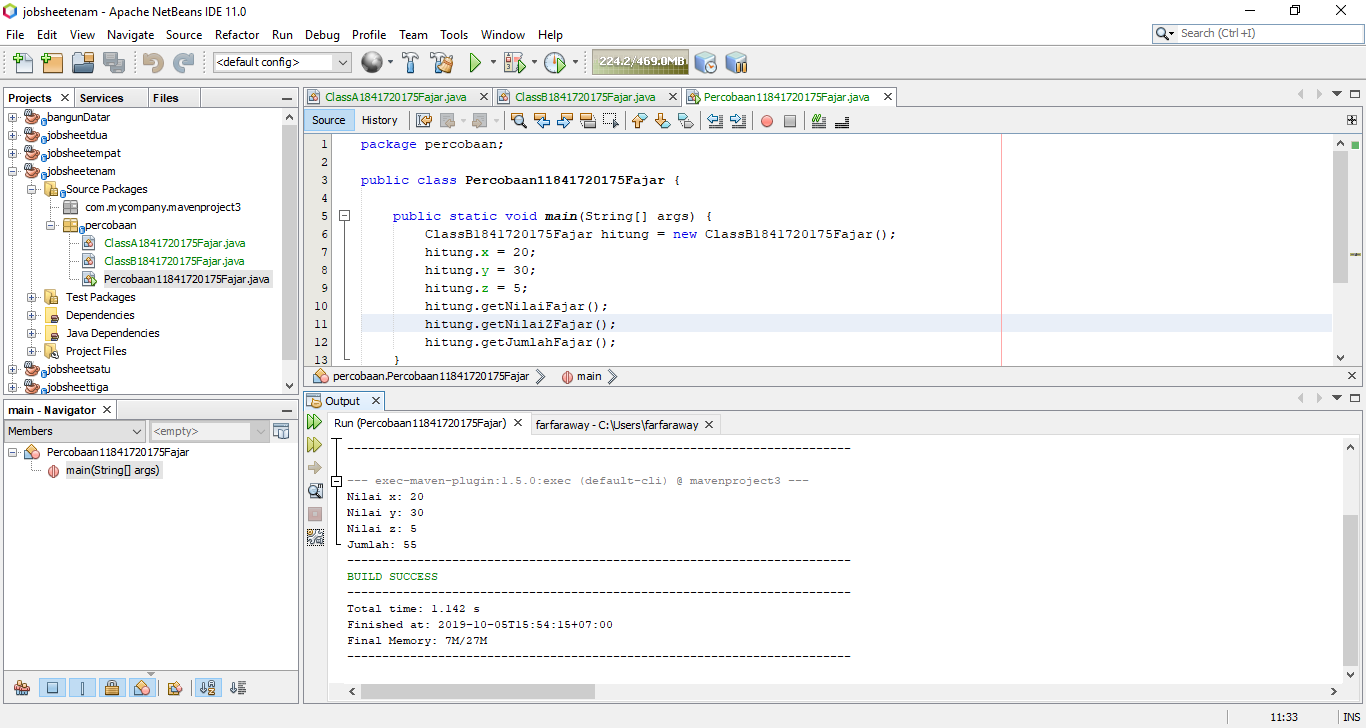 jobsheetenam - Apache NetBeans IDE 11.0
File Edit View Navigate Source Refactor Run Debug Profile Team Tools Window Help
Search (Ctrl+I)
<default config>
224.2/469.0MB
Projects Services Files
bangunDatar
jobsheetdua
jobsheetempat
jobsheetenam
Source Packages
com.mycompany.mavenproject3
percobaan
ClassA1841720175Fajar.java
ClassB1841720175Fajar.java
Percobaan11841720175Fajar.java
Test Packages
Dependencies
Java Dependencies
Project Files
jobsheetsatu
jobsheettiga
ClassA1841720175Fajar.java ClassB1841720175Fajar.java Percobaan11841720175Fajar.java
Source History
1 package percobaan;
2
3 public class Percobaan11841720175Fajar {
4
5 public static void main(String[] args) {
6 ClassB1841720175Fajar hitung = new ClassB1841720175Fajar();
7 hitung.x = 20;
8 hitung.y = 30;
9 hitung.z = 5;
10 hitung.getNilaiFajar();
11 hitung.getNilaiZFajar();
12 hitung.getJumlahFajar();
13 }
percobaan.Percobaan11841720175Fajar main
main - Navigator
Members <empty>
Percobaan11841720175Fajar
main(String[] args)
Output
Run (Percobaan11841720175Fajar) farfaraway - C:\Users\farfaraway
------------------------------------------------------------------------
--- exec-maven-plugin:1.5.0:exec (default-cli) @ mavenproject3 ---
Nilai x: 20
Nilai y: 30
Nilai z: 5
Jumlah: 55
------------------------------------------------------------------------
BUILD SUCCESS
------------------------------------------------------------------------
Total time: 1.142 s
Finished at: 2019-10-05T15:54:15+07:00
Final Memory: 7M/27M
------------------------------------------------------------------------
11:33 INS